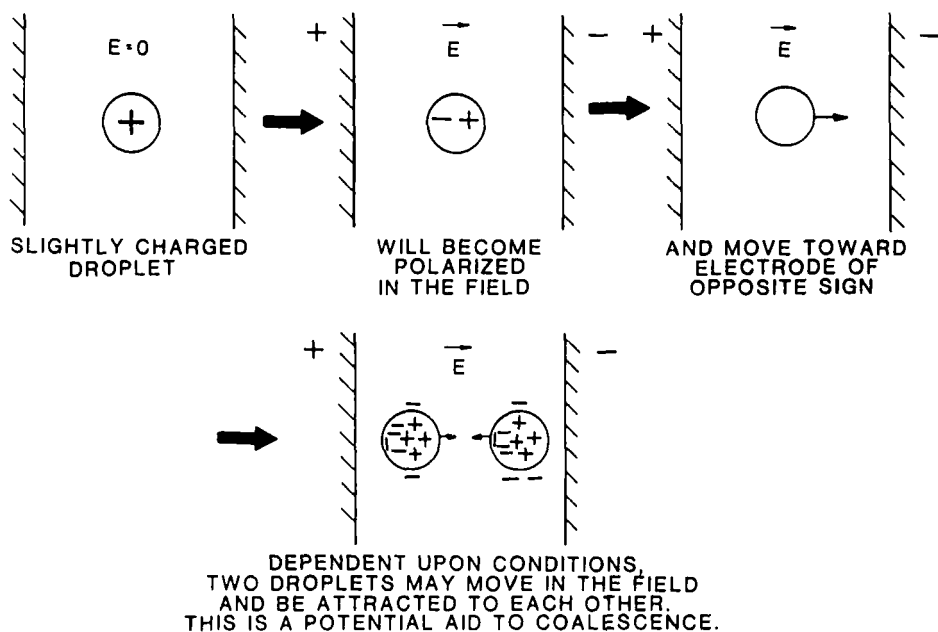 E=0
+
+
E
−
− +
+
E
−
SLIGHTLY CHARGED
DROPLET
WILL BECOME
POLARIZED
IN THE FIELD
AND MOVE TOWARD
ELECTRODE OF
OPPOSITE SIGN
+
E
−
DEPENDENT UPON CONDITIONS,
TWO DROPLETS MAY MOVE IN THE FIELD
AND BE ATTRACTED TO EACH OTHER.
THIS IS A POTENTIAL AID TO COALESCENCE.